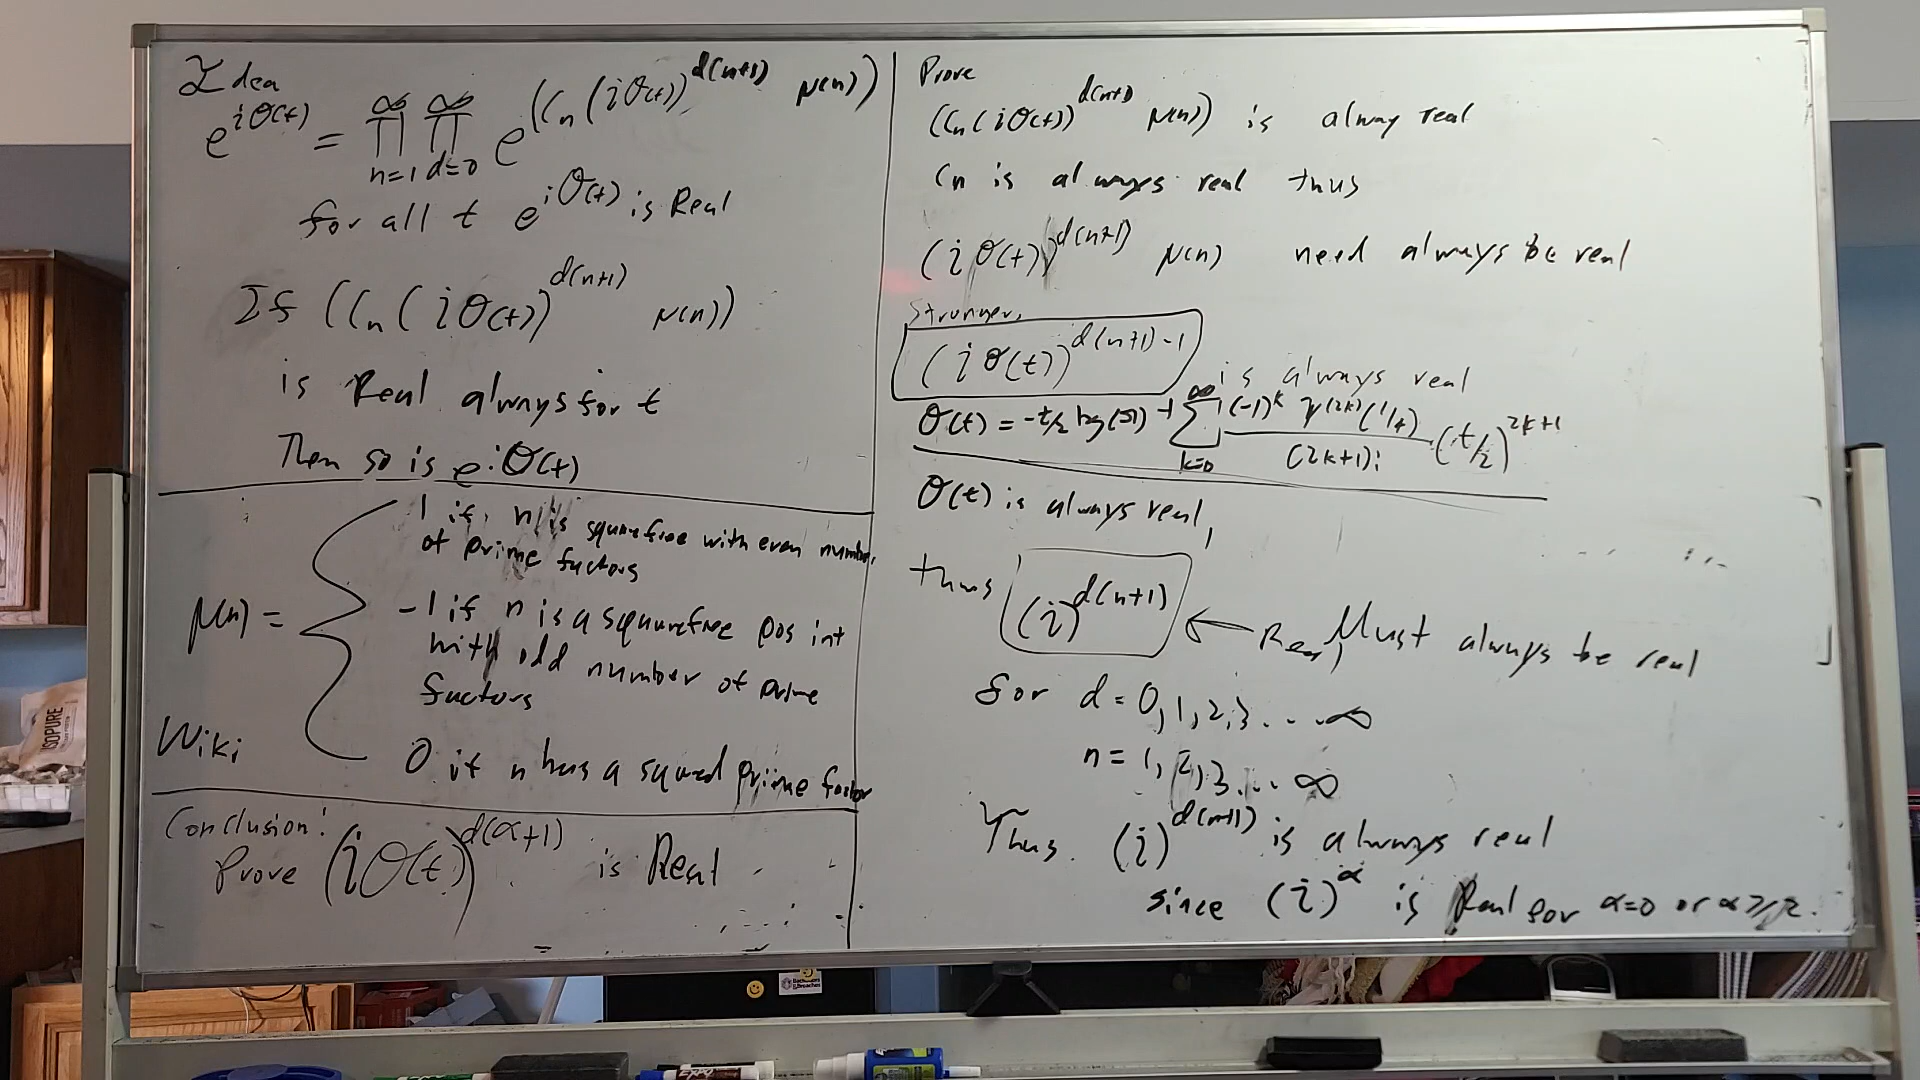 Idea
e^{iθ(t)} = ∏_{n=1}^{∞} ∏_{d=0}^{∞} e^{(C_n (iθ(t))^{d(n+1)} μ(n))}
for all t e^{iθ(t)} is Real
If (C_n (iθ(t))^{d(n+1)} μ(n))
is Real always for t
Then so is e^{iθ(t)}
μ(n) =
1 if n is squarefree with even number
of prime factors
-1 if n is a squarefree pos int
with odd number of prime
factors
0 if n has a squred priime factor
Wiki
Conclusion:
Prove (iθ(t))^{d(α+1)} is Real
Prove
(C_n (iθ(t))^{d(n+1)} μ(n)) is alway real
Cn is always real thus
(iθ(t))^{d(n+1)} μ(n) need always be real
Stronger,
(iθ(t))^{d(n+1)-1} is always real
θ(t) = -t/2 log(π) + ∑_{k=0}^{∞} (-1)^k ψ^{(2k)}(1/4) / (2k+1)! (t/2)^{2k+1}
θ(t) is always real,
thus (i)^{d(n+1)} ← Real Must always be real
for d = 0, 1, 2, 3 . . . ∞
n = 1, 2, 3 . . . ∞
Thus (i)^{d(n+1)} is always real
since (i)^α is Real for α=0 or α≥2.
ISOPURE
EXPO